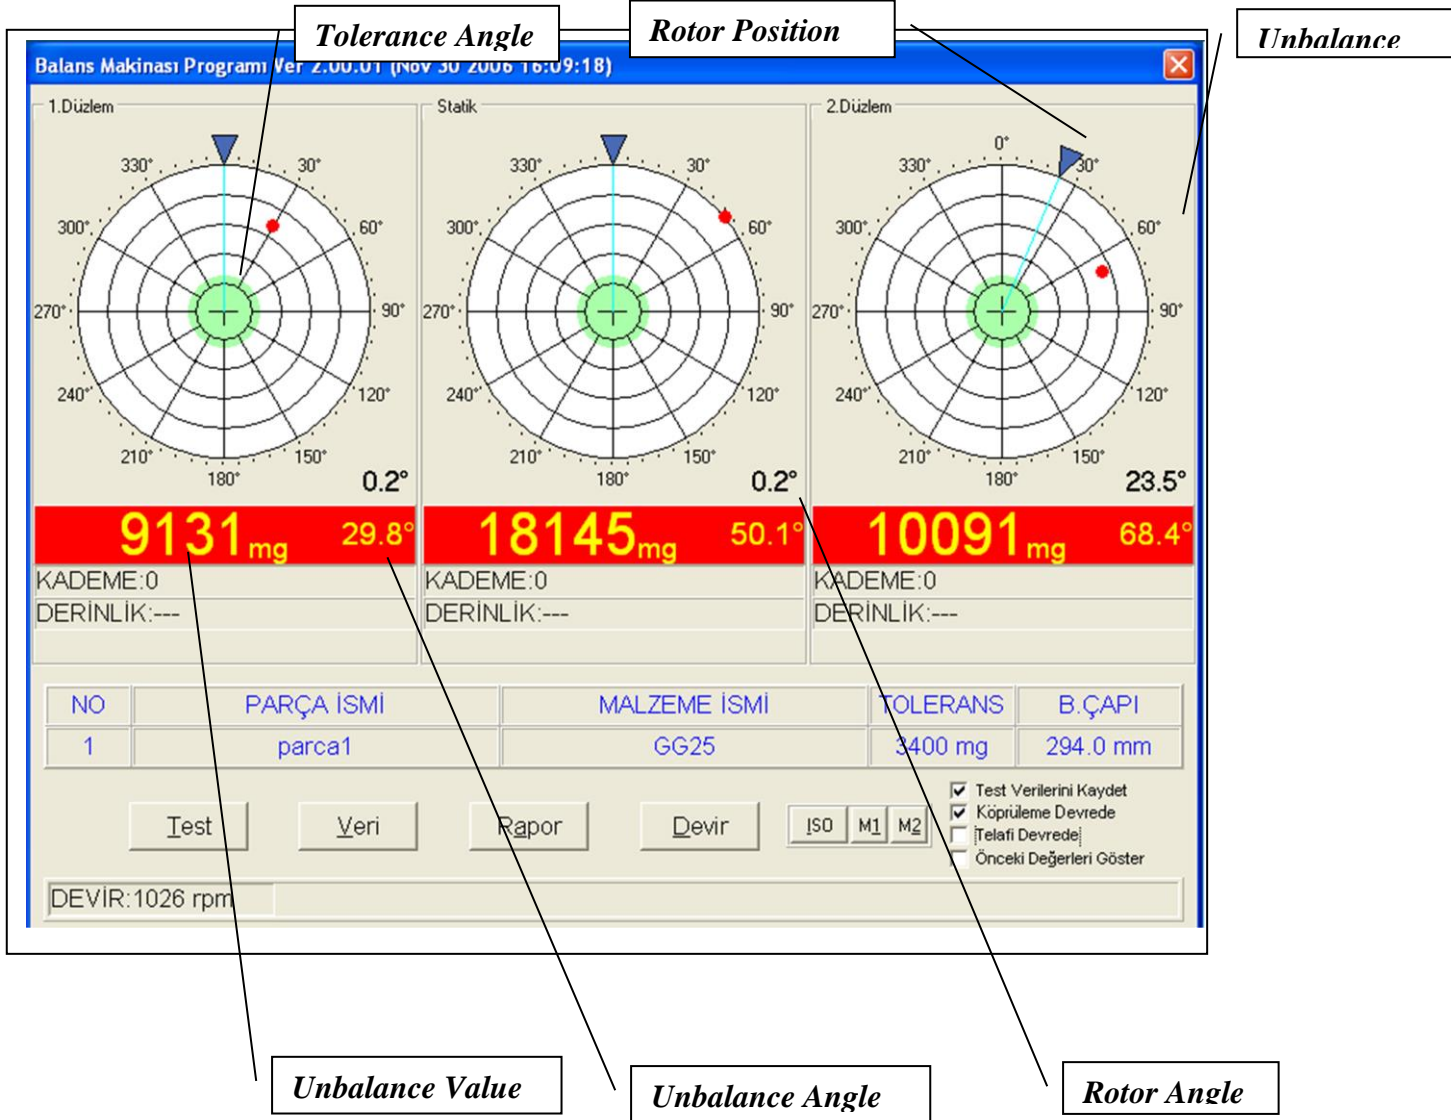 Tolerance Angle
Rotor Position
Unbalance
Balans Makinası Programı Ver 2.00.01 (Nov 30 2006 16:09:18)
1.Düzlem
Statik
2.Düzlem
330° 30°
300° 60°
270° 90°
240° 120°
210° 150°
180°
0.2°
330° 30°
300° 60°
270° 90°
240° 120°
210° 150°
180°
0.2°
0°
330° 30°
300° 60°
270° 90°
240° 120°
210° 150°
180°
23.5°
9131 mg 29.8°
18145 mg 50.1°
10091 mg 68.4°
KADEME:0
KADEME:0
KADEME:0
DERİNLİK:---
DERİNLİK:---
DERİNLİK:---
NO PARÇA İSMİ MALZEME İSMİ TOLERANS B.ÇAPI
1 parca1 GG25 3400 mg 294.0 mm
Test Veri Rapor Devir ISO M1 M2
Test Verilerini Kaydet
Köprüleme Devrede
Telafi Devrede
Önceki Değerleri Göster
DEVİR:1026 rpm
Unbalance Value
Unbalance Angle
Rotor Angle